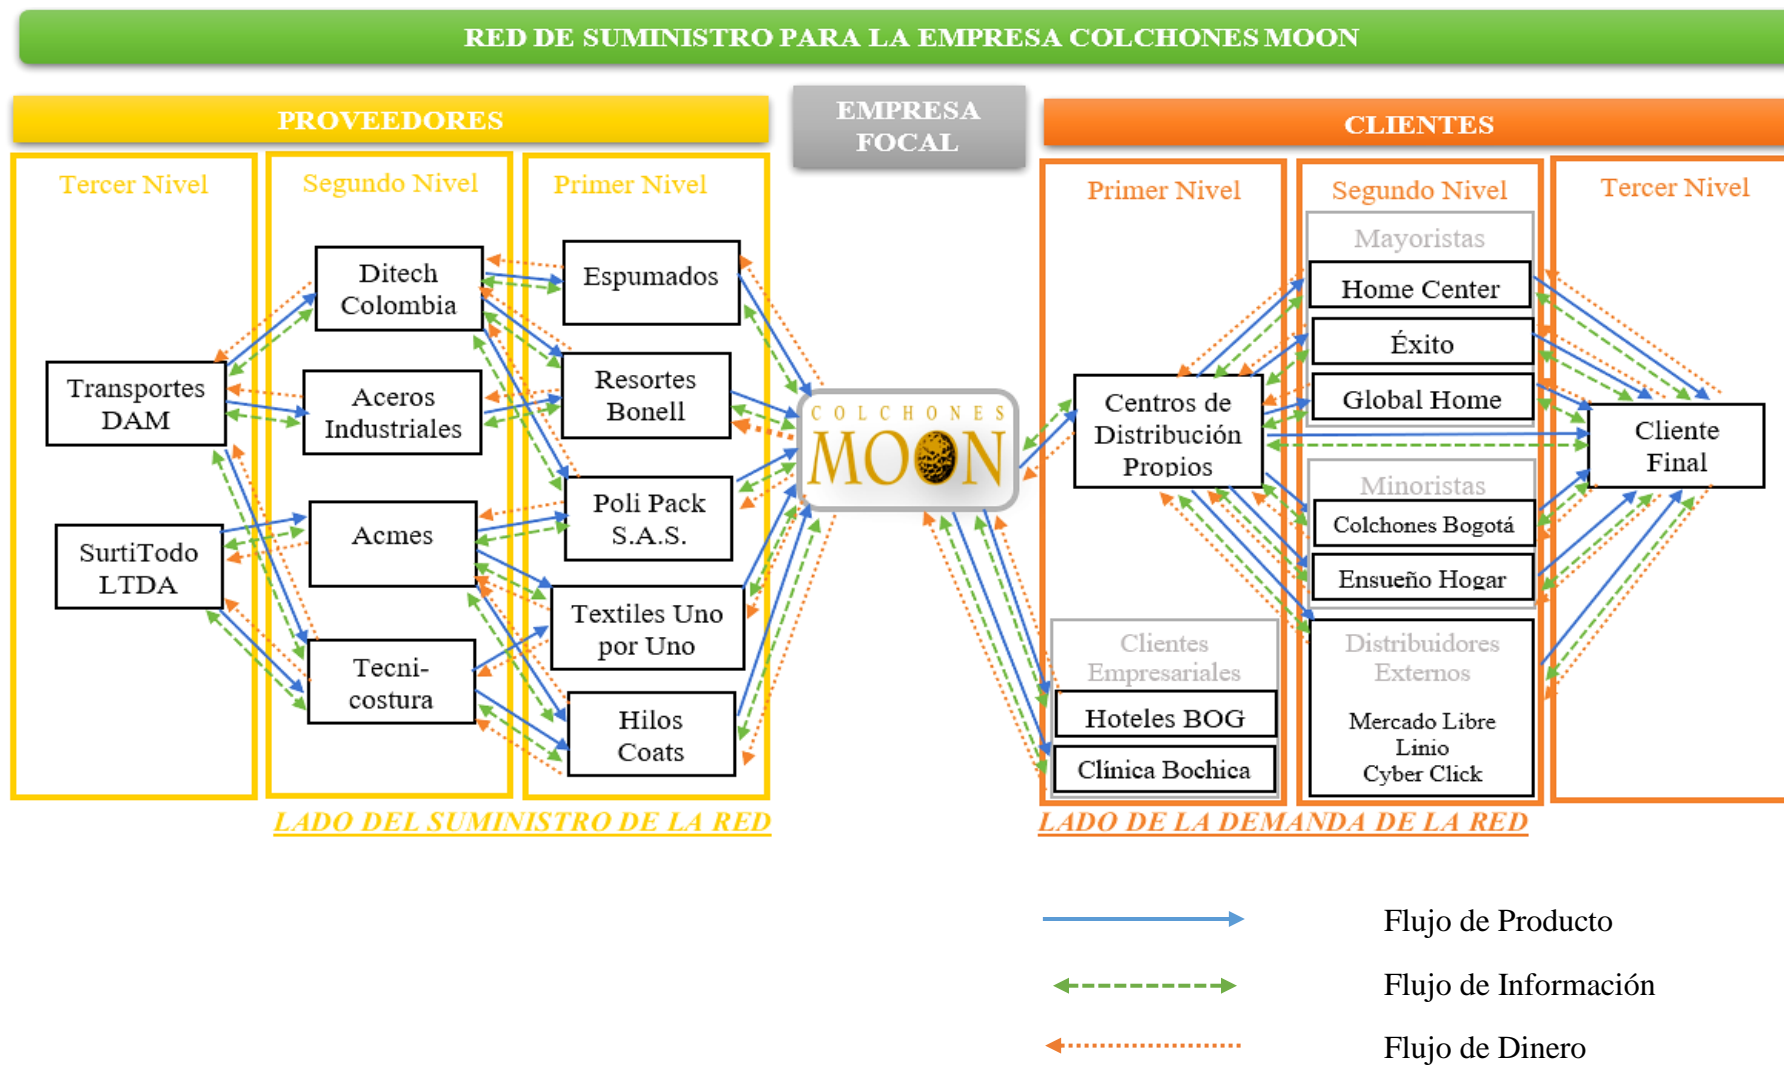 RED DE SUMINISTRO PARA LA EMPRESA COLCHONES MOON
PROVEEDORES
EMPRESA
FOCAL
CLIENTES
Tercer Nivel
Segundo Nivel
Primer Nivel
Primer Nivel
Segundo Nivel
Tercer Nivel
Transportes
DAM
SurtiTodo
LTDA
Ditech
Colombia
Aceros
Industriales
Acmes
Tecni-
costura
Espumados
Resortes
Bonell
Poli Pack
S.A.S.
Textiles Uno
por Uno
Hilos
Coats
COLCHONES
MOON
Centros de
Distribución
Propios
Clientes
Empresariales
Hoteles BOG
Clínica Bochica
Mayoristas
Home Center
Éxito
Global Home
Minoristas
Colchones Bogotá
Ensueño Hogar
Distribuidores
Externos
Mercado Libre
Linio
Cyber Click
Cliente
Final
LADO DEL SUMINISTRO DE LA RED
LADO DE LA DEMANDA DE LA RED
Flujo de Producto
Flujo de Información
Flujo de Dinero